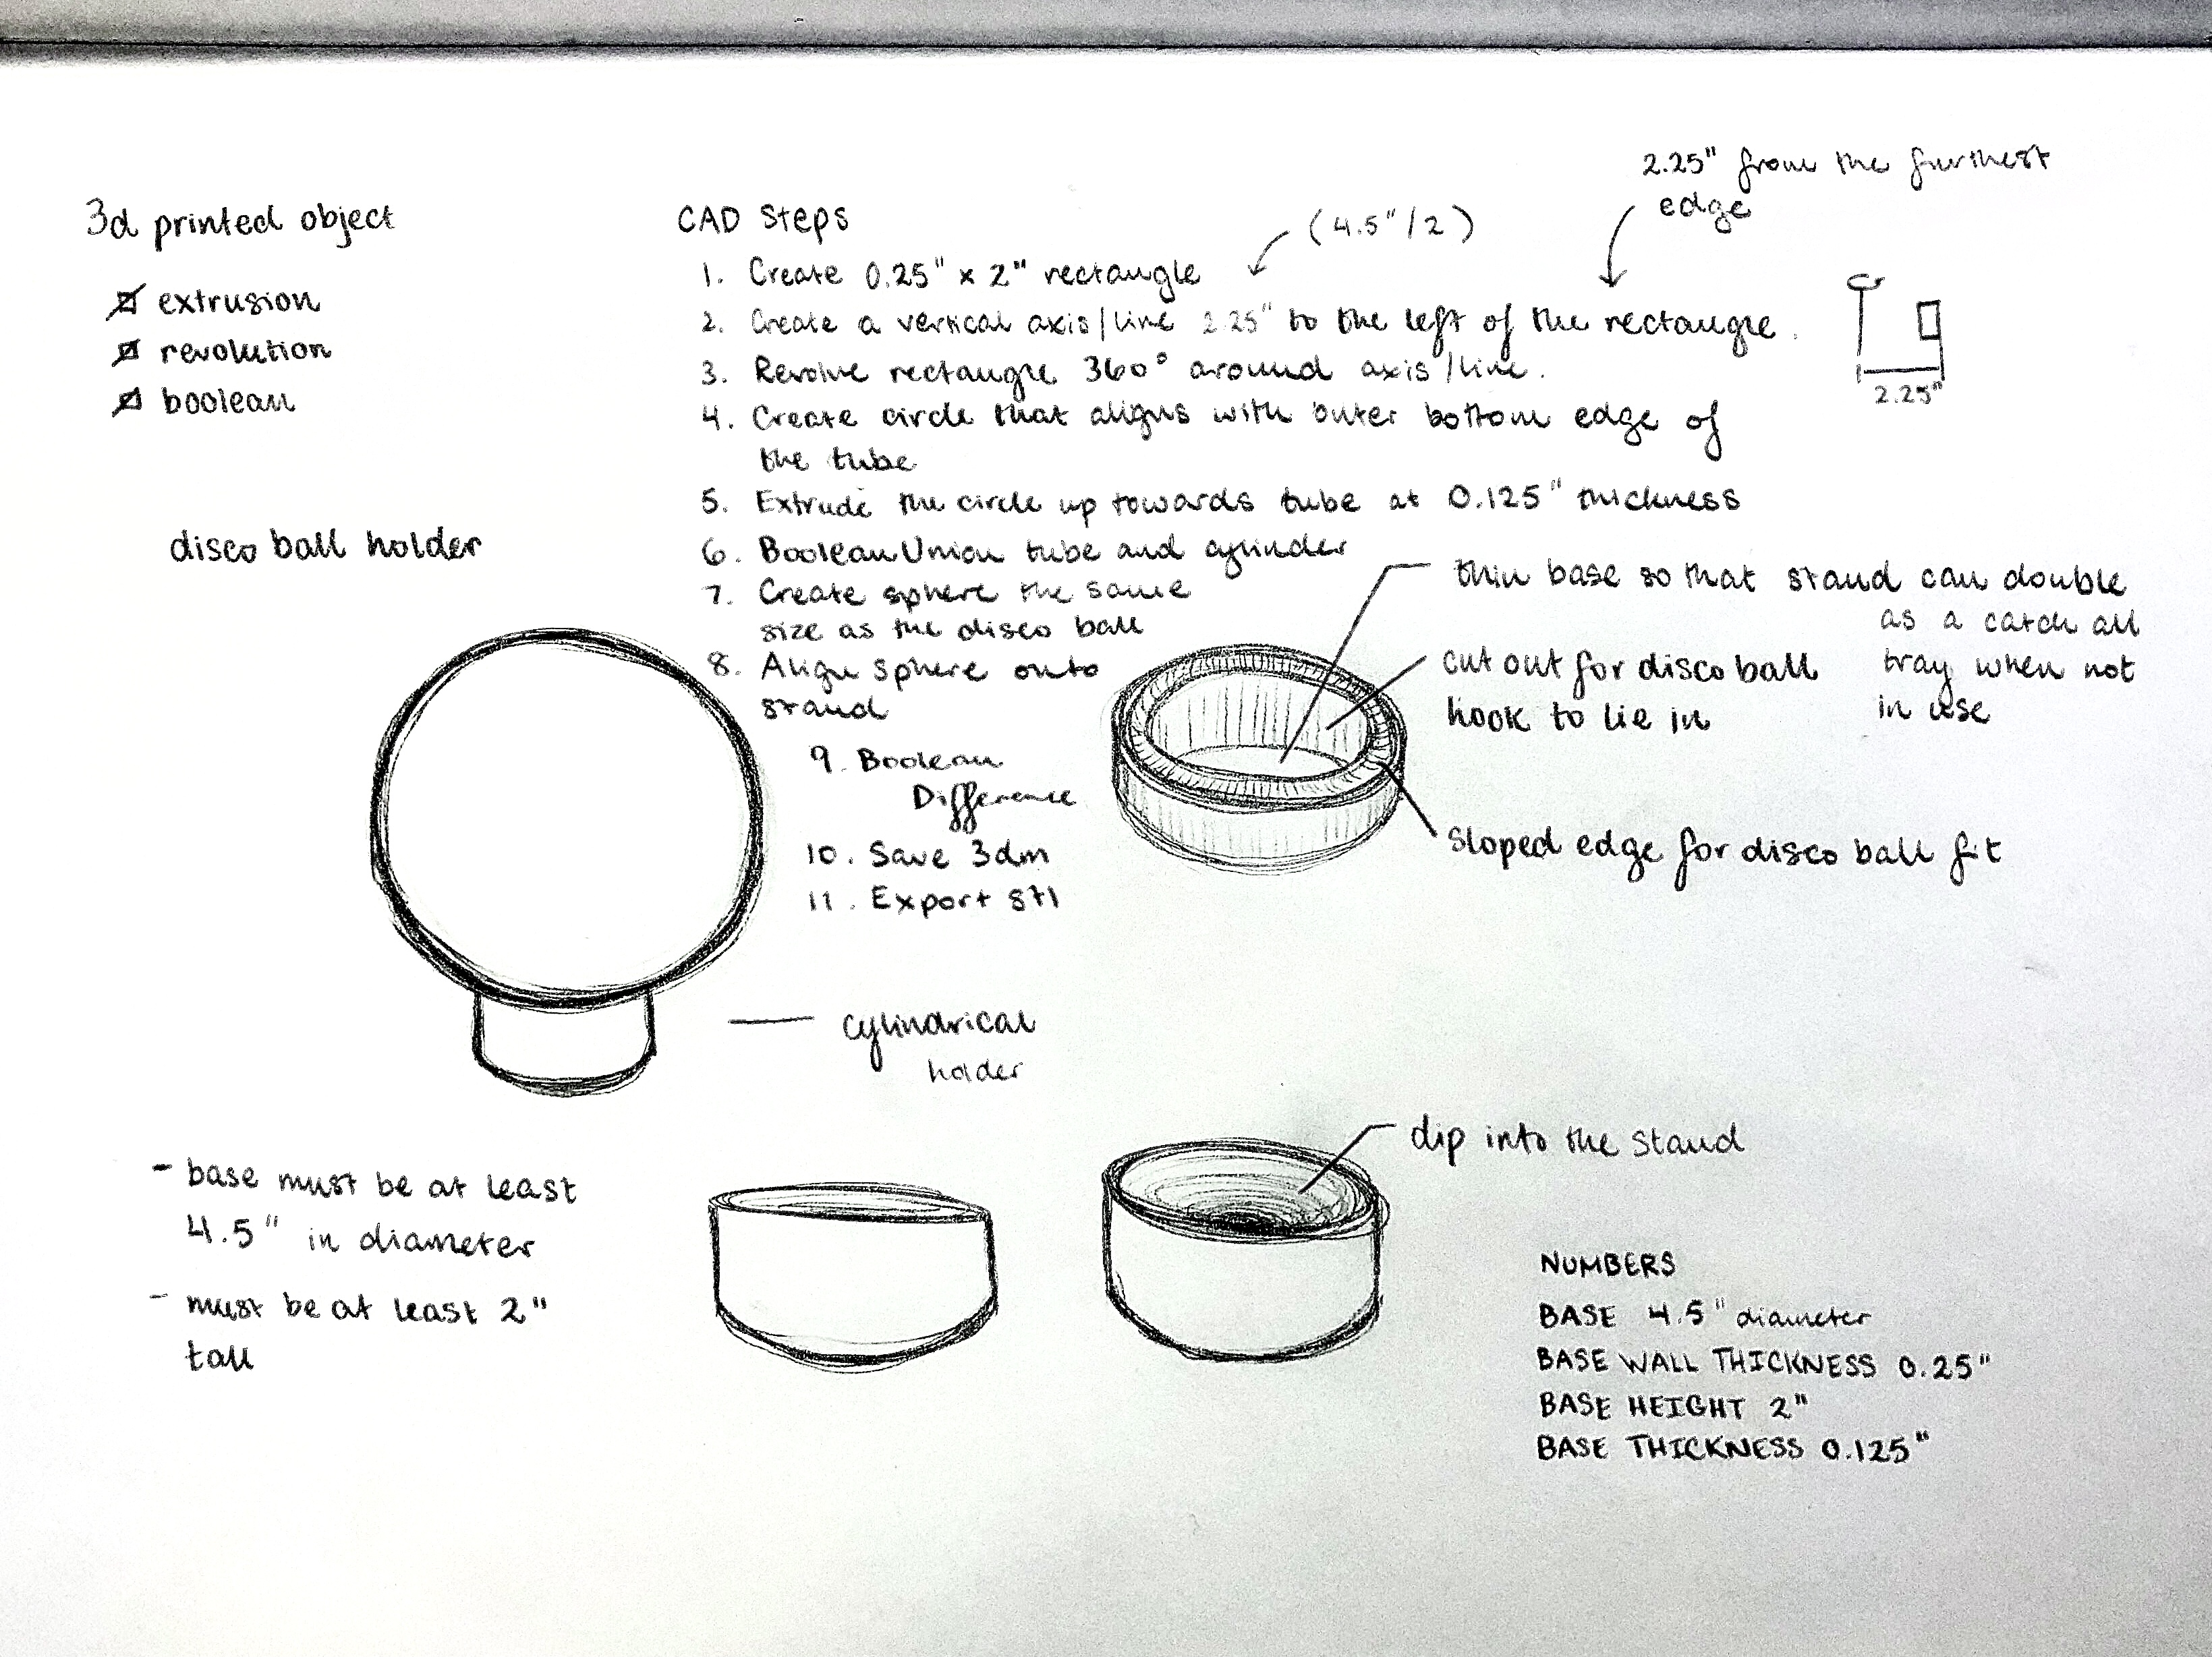 3d printed object
extrusion
revolution
boolean
disco ball holder
CAD Steps
(4.5"/2)
2.25" from the furthest
edge
1. Create 0.25" x 2" rectangle
2. Create a vertical axis/line 2.25" to the left of the rectangle.
3. Revolve rectangle 360° around axis/line.
4. Create circle that aligns with outer bottom edge of
the tube
5. Extrude the circle up towards tube at 0.125" thickness
6. BooleanUnion tube and cylinder
7. Create sphere the same
size as the disco ball
8. Align sphere onto
stand
9. Boolean
Difference
10. Save 3dm
11. Export stl
2.25"
thin base so that stand can double
as a catch all
tray when not
in use
cut out for disco ball
hook to lie in
sloped edge for disco ball fit
cylindrical
holder
- base must be at least
4.5" in diameter
- must be at least 2"
tall
dip into the stand
NUMBERS
BASE 4.5" diameter
BASE WALL THICKNESS 0.25"
BASE HEIGHT 2"
BASE THICKNESS 0.125"